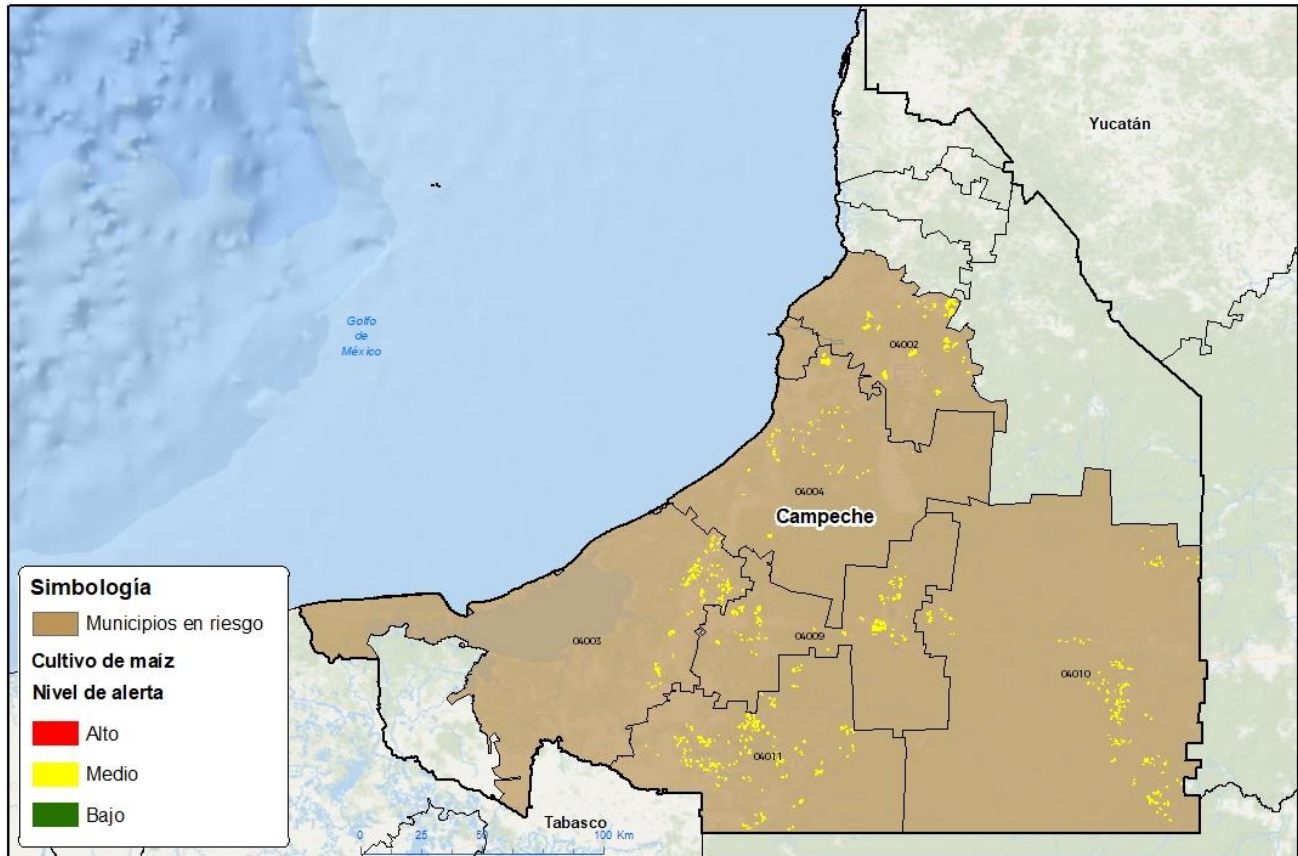 Yucatán
Golfo
de
México
04002
04004
Campeche
04003
04009
04010
04011
Tabasco
0 25 50 100 Km
Simbología
Municipios en riesgo
Cultivo de maíz
Nivel de alerta
Alto
Medio
Bajo